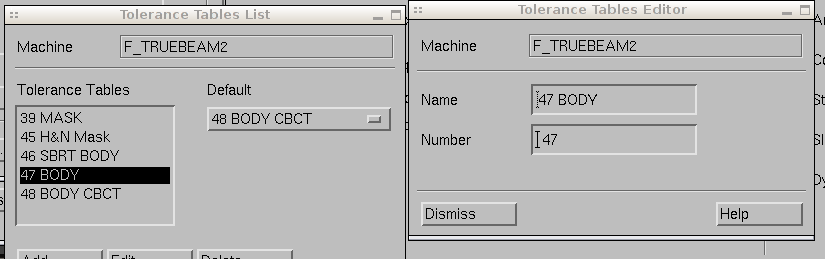 Tolerance Tables List
Machine
F_TRUEBEAM2
Tolerance Tables
Default
39 MASK
45 H&N Mask
46 SBRT BODY
47 BODY
48 BODY CBCT
48 BODY CBCT
Add
Edit
Delete
Tolerance Tables Editor
Machine
F_TRUEBEAM2
Name
47 BODY
Number
47
Dismiss
Help